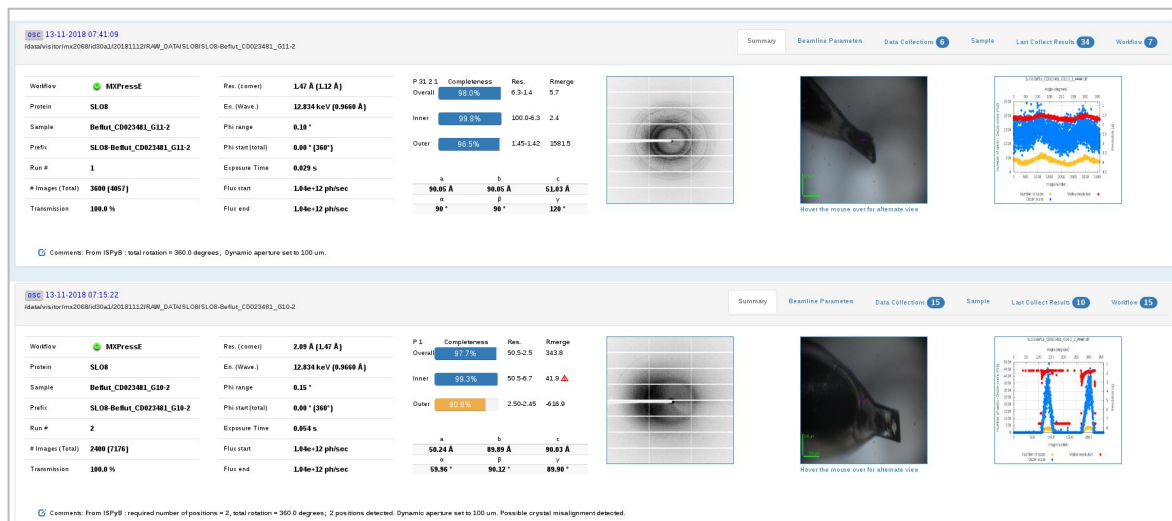 OSC 13-11-2018 07:41:09
/data/visitor/mx2068/id30a1/20181112/RAW_DATA/SLO8/SLO8-Beflut_CD023481_G11-2
Summary Beamline Parameters Data Collections 6 Sample Last Collect Results 34 Workflow 7
Workflow MXPressE
Protein SLO8
Sample Beflut_CD023481_G11-2
Prefix SLO8-Beflut_CD023481_G11-2
Run # 1
# Images (Total) 3600 (4057)
Transmission 100.0 %
Res. (corner) 1.47 Å (1.12 Å)
En. (Wave.) 12.834 keV (0.9660 Å)
Phi range 0.10 °
Phi start (total) 0.00 ° (360°)
Exposure Time 0.029 s
Flux start 1.04e+12 ph/sec
Flux end 1.04e+12 ph/sec
P 31 2 1 Completeness Res. Rmerge
Overall 98.0% 6.3-1.4 5.7
Inner 99.8% 100.0-6.3 2.4
Outer 96.5% 1.45-1.42 1581.5
a b c
90.05 Å 90.05 Å 51.03 Å
α β γ
90 ° 90 ° 120 °
Hover the mouse over for alternate view
Angle (degree)
Image number
Number of spots
Comments: From ISPyB : total rotation = 360.0 degrees; Dynamic aperture set to 100 um.
OSC 13-11-2018 07:15:22
/data/visitor/mx2068/id30a1/20181112/RAW_DATA/SLO8/SLO8-Beflut_CD023481_G10-2
Summary Beamline Parameters Data Collections 15 Sample Last Collect Results 10 Workflow 15
Workflow MXPressE
Protein SLO8
Sample Beflut_CD023481_G10-2
Prefix SLO8-Beflut_CD023481_G10-2
Run # 2
# Images (Total) 2400 (7176)
Transmission 100.0 %
Res. (corner) 2.09 Å (1.47 Å)
En. (Wave.) 12.834 keV (0.9660 Å)
Phi range 0.15 °
Phi start (total) 0.00 ° (360°)
Exposure Time 0.054 s
Flux start 1.04e+12 ph/sec
Flux end 1.04e+12 ph/sec
P 1 Completeness Res. Rmerge
Overall 97.7% 50.5-2.5 343.8
Inner 99.3% 50.5-6.7 41.9
Outer 80.8% 2.50-2.45 -616.9
a b c
50.24 Å 89.89 Å 90.03 Å
α β γ
59.96 ° 90.12 ° 89.90 °
Hover the mouse over for alternate view
Angle (degree)
Image number
Number of spots
Comments: From ISPyB : required number of positions = 2, total rotation = 360.0 degrees; 2 positions detected. Dynamic aperture set to 100 um. Possible crystal misalignment detected.